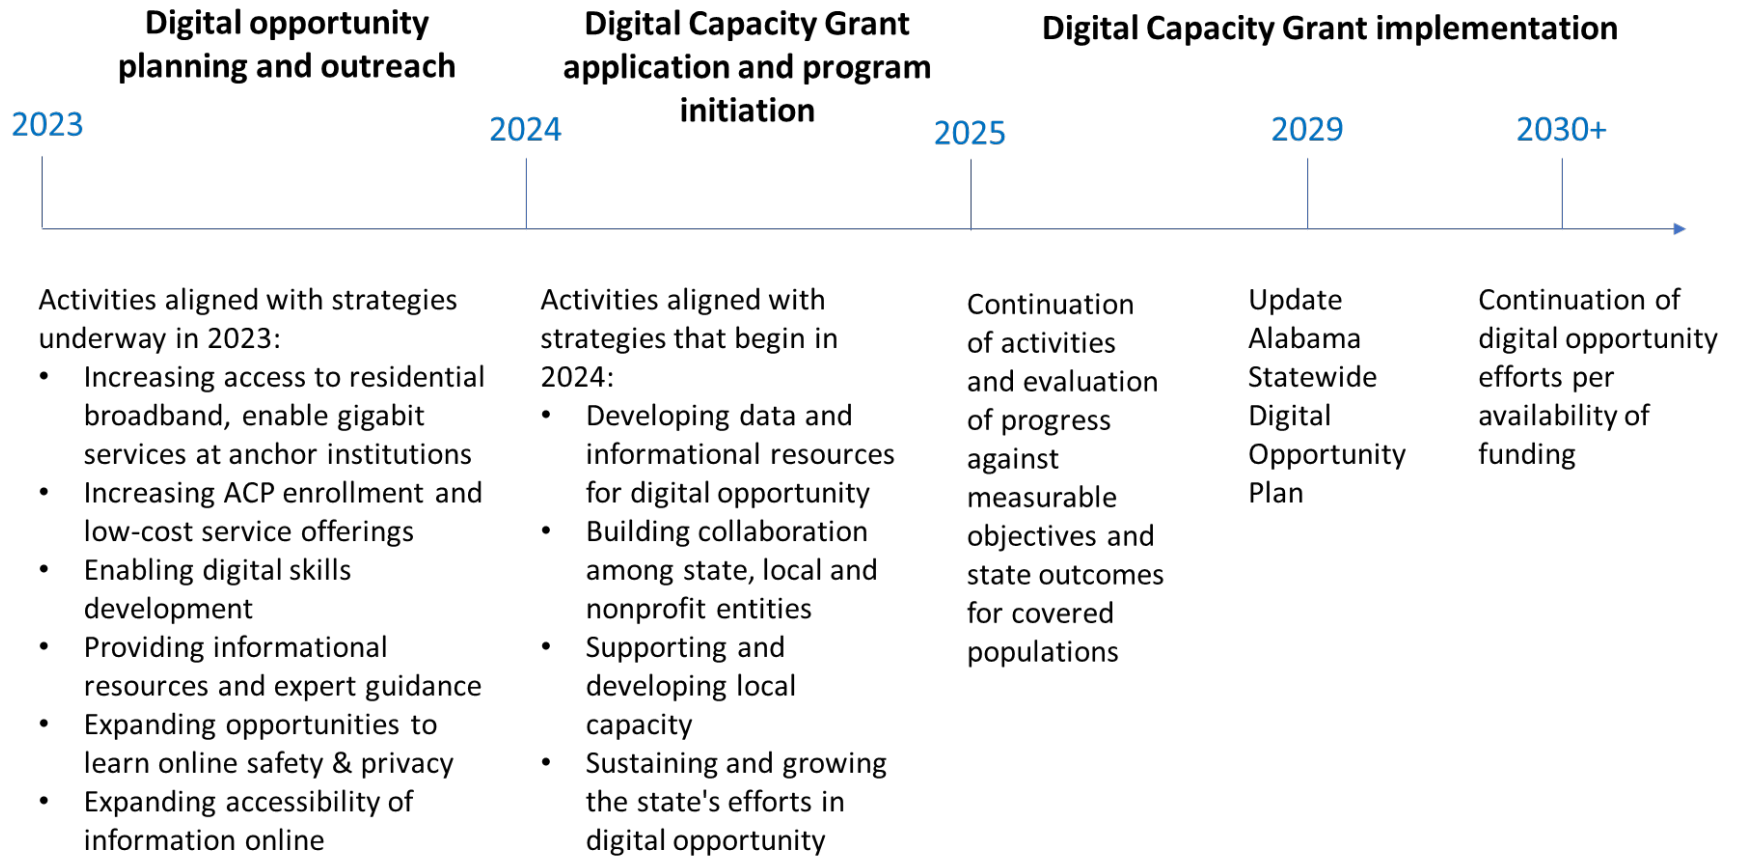 Digital opportunity
planning and outreach
Digital Capacity Grant
application and program
initiation
Digital Capacity Grant implementation
2023
2024
2025
2029
2030+
Activities aligned with strategies
underway in 2023:
• Increasing access to residential
broadband, enable gigabit
services at anchor institutions
• Increasing ACP enrollment and
low-cost service offerings
• Enabling digital skills
development
• Providing informational
resources and expert guidance
• Expanding opportunities to
learn online safety & privacy
• Expanding accessibility of
information online
Activities aligned with
strategies that begin in
2024:
• Developing data and
informational resources
for digital opportunity
• Building collaboration
among state, local and
nonprofit entities
• Supporting and
developing local
capacity
• Sustaining and growing
the state's efforts in
digital opportunity
Continuation
of activities
and evaluation
of progress
against
measurable
objectives and
state outcomes
for covered
populations
Update
Alabama
Statewide
Digital
Opportunity
Plan
Continuation of
digital opportunity
efforts per
availability of
funding